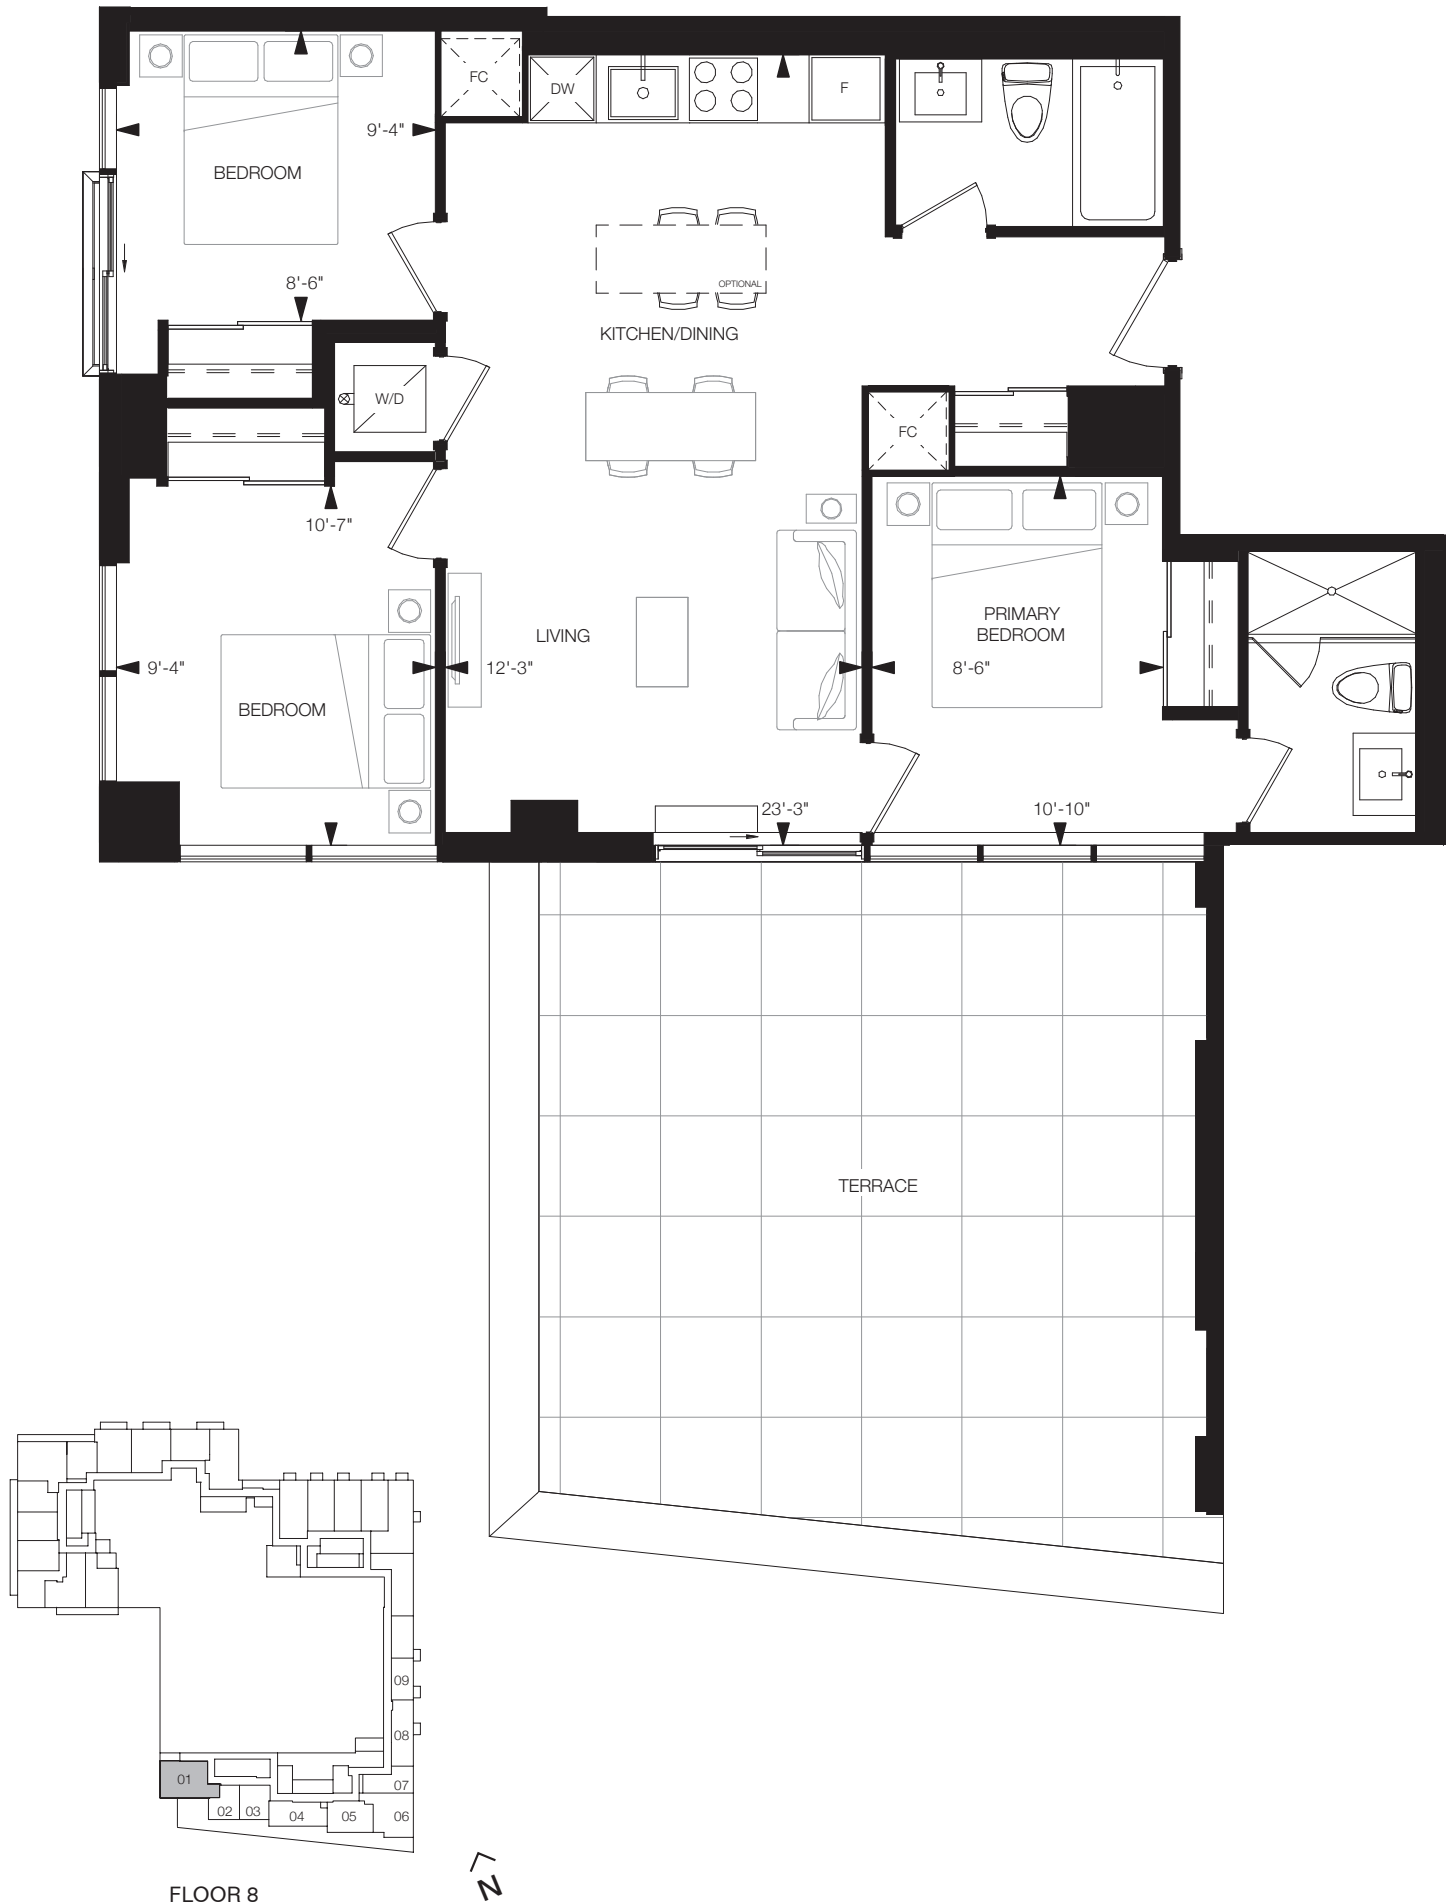 FC
DW
F
9'-4"
BEDROOM
8'-6"
OPTIONAL
KITCHEN/DINING
W/D
FC
10'-7"
PRIMARY
BEDROOM
LIVING
9'-4"
12'-3"
8'-6"
BEDROOM
23'-3"
10'-10"
TERRACE
09
08
01
07
02
03
04
05
06
N
FLOOR 8